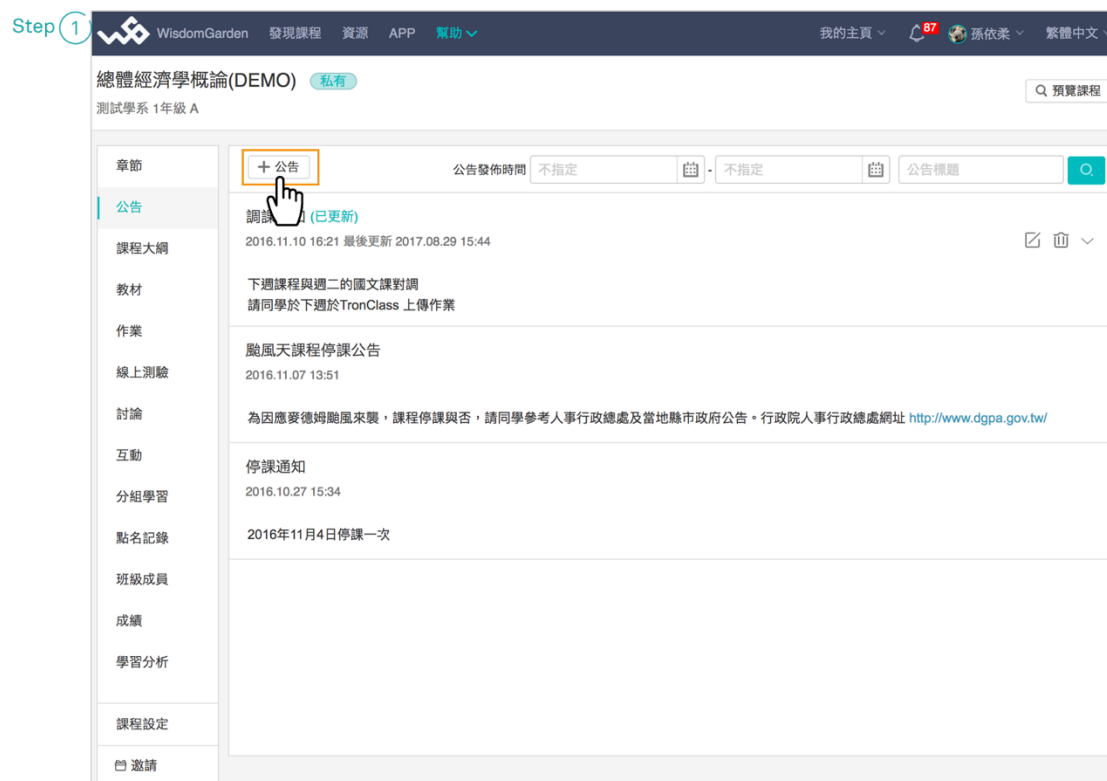 Step 1
WisdomGarden 發現課程 資源 APP 幫助 我的主頁 87 孫依柔 繁體中文
總體經濟學概論(DEMO) 私有
測試學系 1年級 A
預覽課程
章節
公告
課程大綱
教材
作業
線上測驗
討論
互動
分組學習
點名記錄
班級成員
成績
學習分析
課程設定
邀請
+ 公告 公告發佈時間 不指定 - 不指定 公告標題
調課 (已更新)
2016.11.10 16:21 最後更新 2017.08.29 15:44
下週課程與週二的國文課對調
請同學於下週於TronClass 上傳作業
颱風天課程停課公告
2016.11.07 13:51
為因應麥德姆颱風來襲，課程停課與否，請同學參考人事行政總處及當地縣市政府公告。行政院人事行政總處網址 http://www.dgpa.gov.tw/
停課通知
2016.10.27 15:34
2016年11月4日停課一次